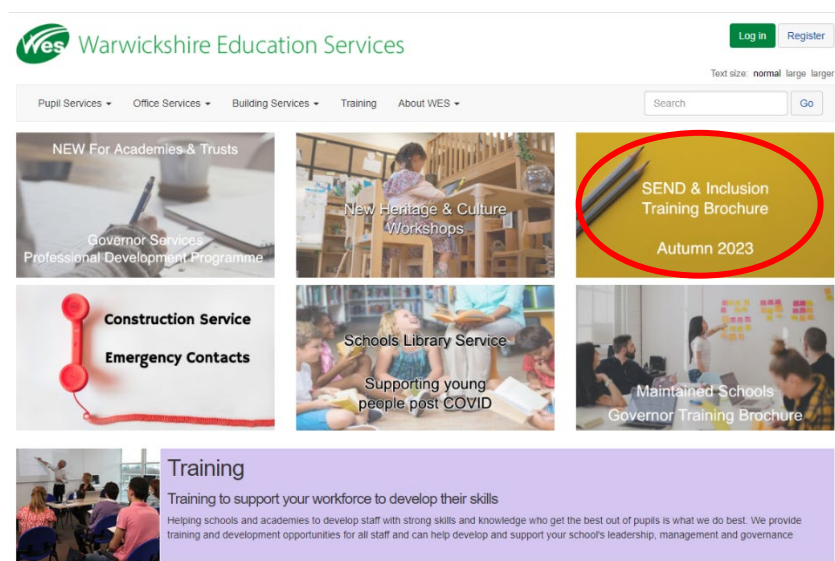 Wes Warwickshire Education Services
Log in Register
Text size: normal large larger
Pupil Services Office Services Building Services Training About WES Search Go
NEW For Academies & Trusts
Governor Services
Professional Development Programme
New Heritage & Culture
Workshops
SEND & Inclusion
Training Brochure
Autumn 2023
Construction Service
Emergency Contacts
Schools Library Service
Supporting young
people post COVID
Maintained Schools
Governor Training Brochure
Training
Training to support your workforce to develop their skills
Helping schools and academies to develop staff with strong skills and knowledge who get the best out of pupils is what we do best. We provide
training and development opportunities for all staff and can help develop and support your school's leadership, management and governance